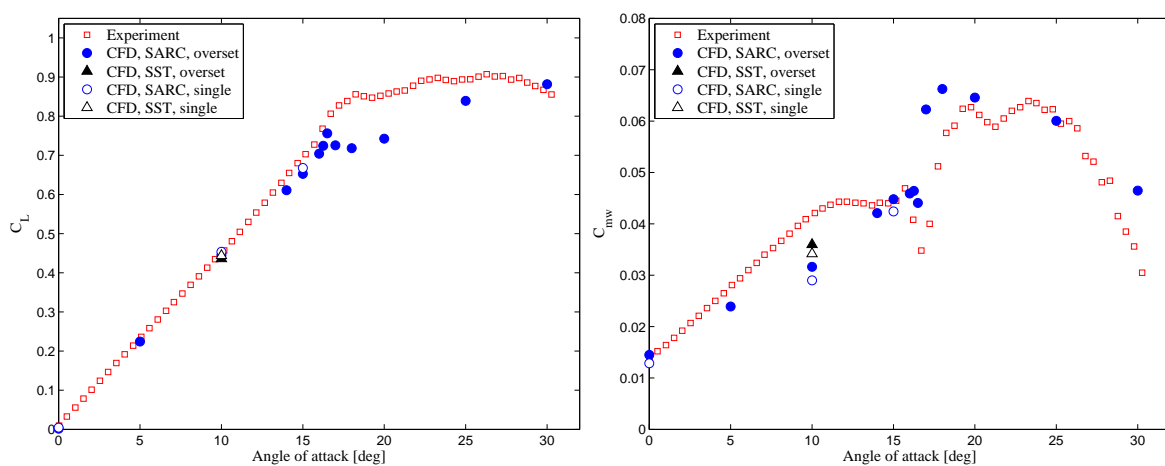 1
0.9
0.8
0.7
0.6
0.5
0.4
0.3
0.2
0.1
0
C_L
Experiment
CFD, SARC, overset
CFD, SST, overset
CFD, SARC, single
CFD, SST, single
0 5 10 15 20 25 30
Angle of attack [deg]
0.08
0.07
0.06
0.05
0.04
0.03
0.02
0.01
0
C_mw
Experiment
CFD, SARC, overset
CFD, SST, overset
CFD, SARC, single
CFD, SST, single
0 5 10 15 20 25 30
Angle of attack [deg]